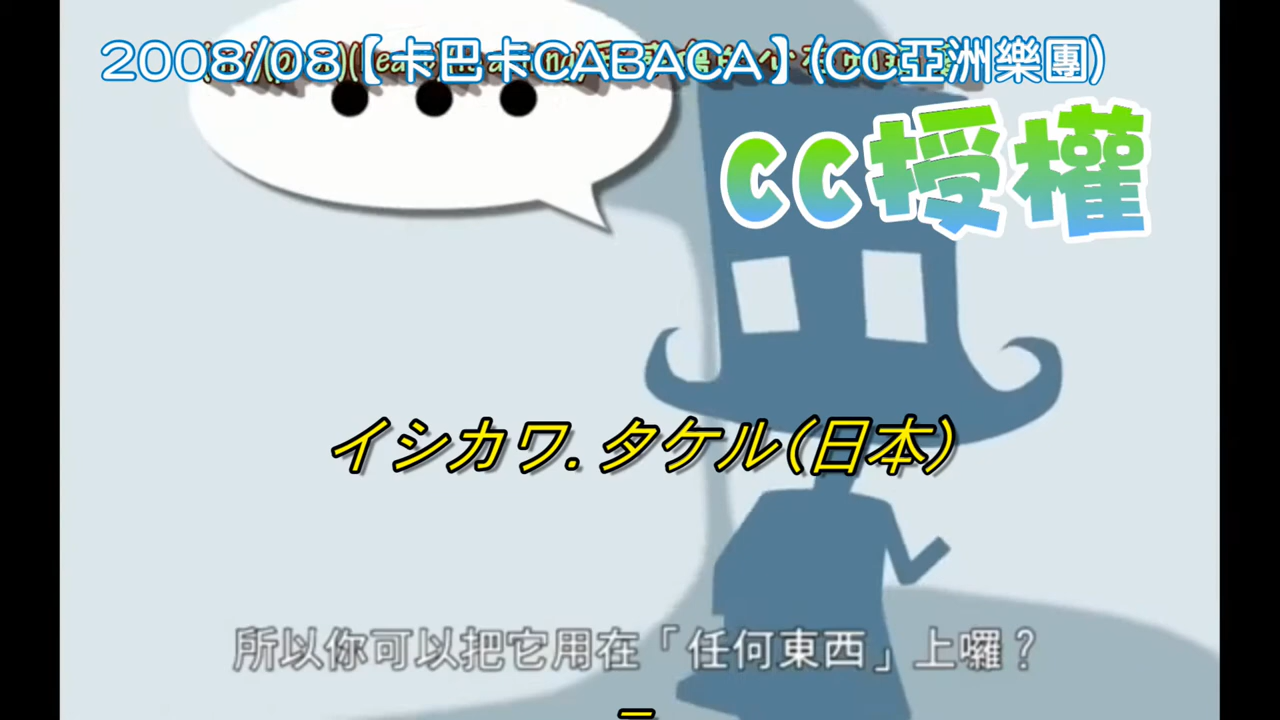 2008/08【卡巴卡CABACA】(CC亞洲樂團)
CC授權
イシカワ.タケル(日本)
所以你可以把它用在「任何東西」上囉?